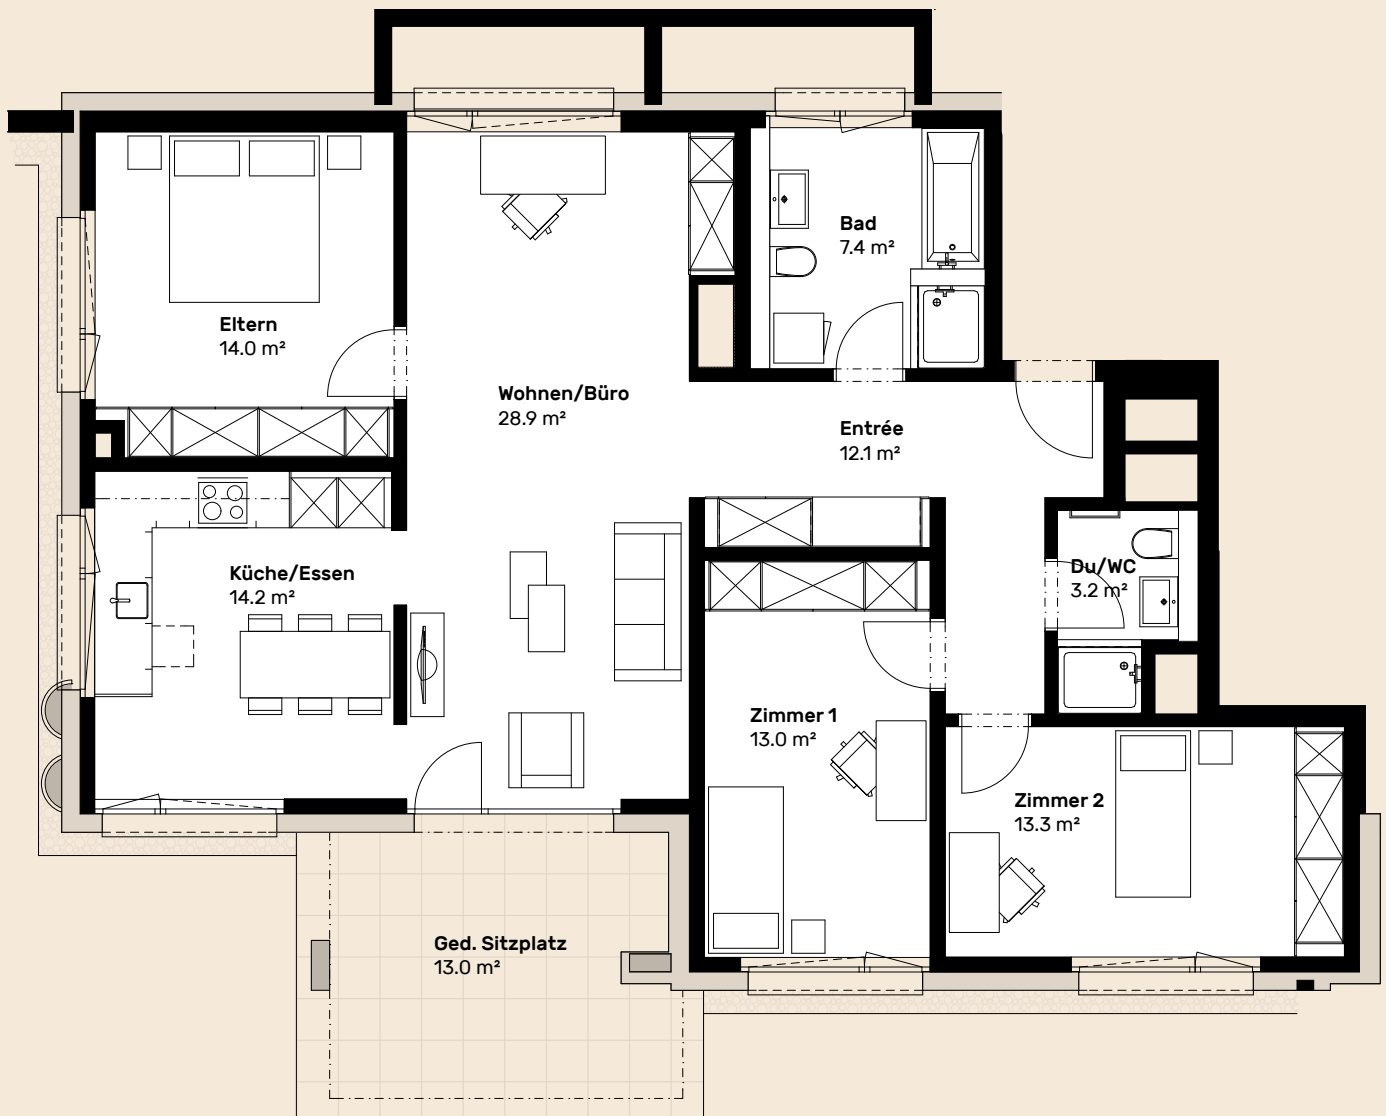 Bad
7.4 m²
Eltern
14.0 m²
Wohnen/Büro
28.9 m²
Entrée
12.1 m²
Küche/Essen
14.2 m²
Du/WC
3.2 m²
Zimmer 1
13.0 m²
Zimmer 2
13.3 m²
Ged. Sitzplatz
13.0 m²